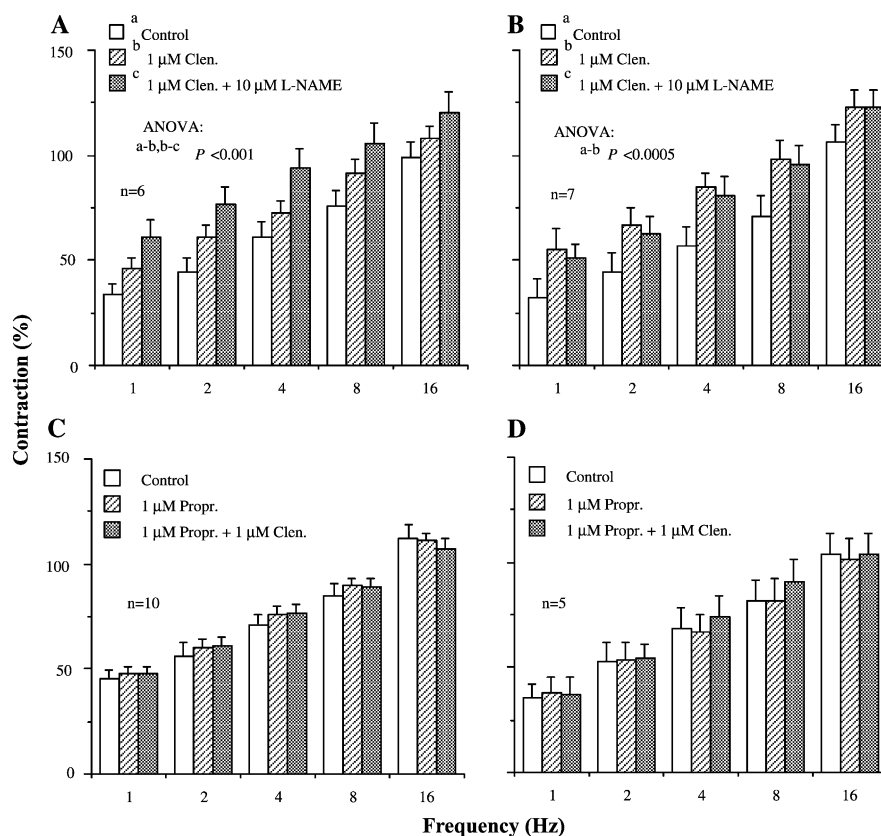 A
a Control
b 1 µM Clen.
c 1 µM Clen. + 10 µM L-NAME
ANOVA:
a-b,b-c
P <0.001
n=6
150
100
50
0
1 2 4 8 16
B
a Control
b 1 µM Clen.
c 1 µM Clen. + 10 µM L-NAME
ANOVA:
a-b P <0.0005
n=7
1 2 4 8 16
Contraction (%)
C
Control
1 µM Propr.
1 µM Propr. + 1 µM Clen.
n=10
150
100
50
0
1 2 4 8 16
D
Control
1 µM Propr.
1 µM Propr. + 1 µM Clen.
n=5
1 2 4 8 16
Frequency (Hz)